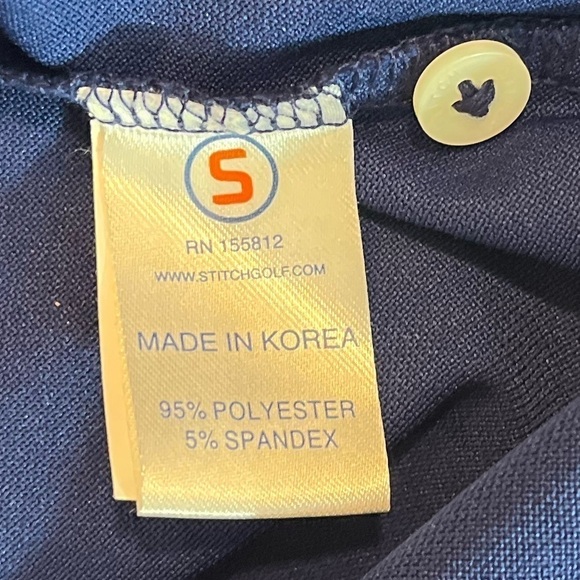 S
RN 155812
WWW.STITCHGOLF.COM
MADE IN KOREA
95% POLYESTER
5% SPANDEX